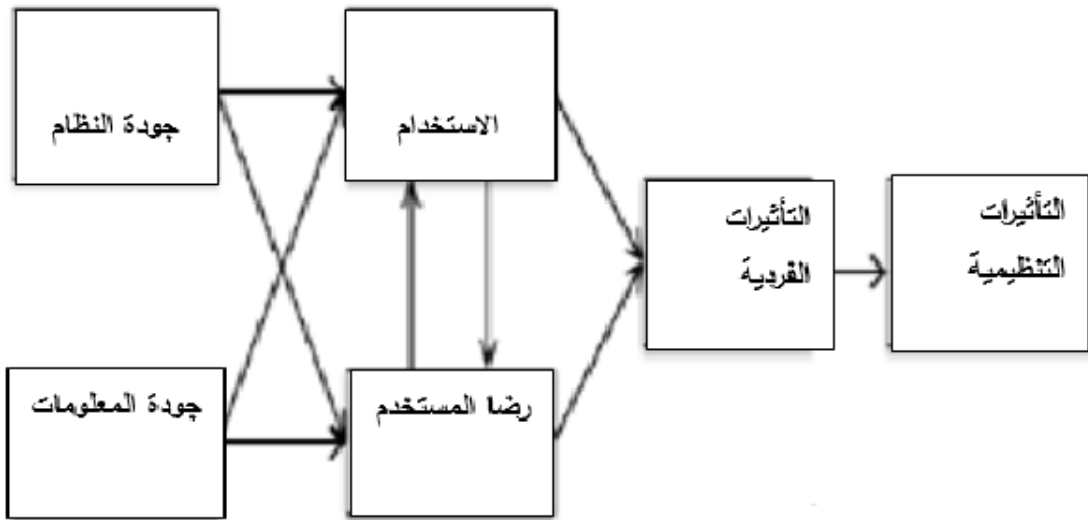 جودة النظام
الاستخدام
التأثيرات
الفردية
التأثيرات
التنظيمية
جودة المعلومات
رضا المستخدم